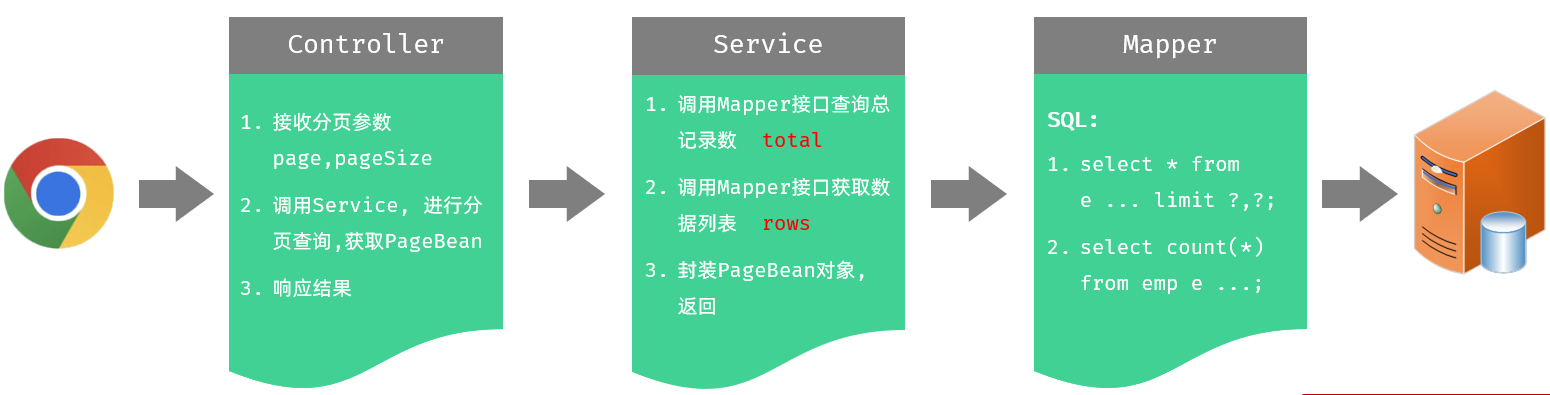 Controller
1. 接收分页参数
page,pageSize
2. 调用Service, 进行分
页查询,获取PageBean
3. 响应结果
Service
1. 调用Mapper接口查询总
记录数 total
2. 调用Mapper接口获取数
据列表 rows
3. 封装PageBean对象,
返回
Mapper
SQL:
1. select * from
e ... limit ?,?;
2. select count(*)
from emp e ...;